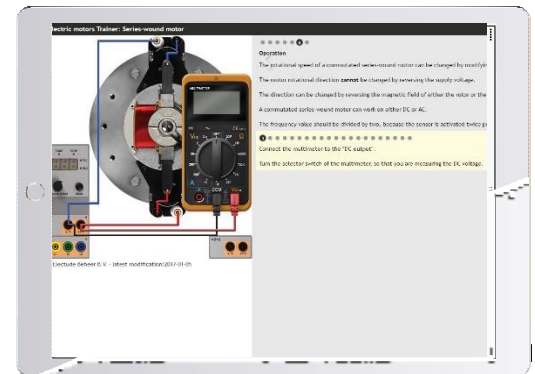 lectric motors Trainer: Series-wound motor
Operation
The rotational speed of a commutated series-wound motor can be changed by modifyin
The motor rotational direction cannot be changed by reversing the supply voltage.
The direction can be changed by reversing the magnetic field of either the rotor or the
A commutated series-wound motor can work on either DC or AC.
The frequency value should be divided by two, because the sensor is activated twice p
Connect the multimeter to the "DC output".
Turn the selector switch of the multimeter, so that you are measuring the DC voltage.
MULTIMETER
OFF
COM
Electude Beheer B.V. - latest modification:2017-01-05